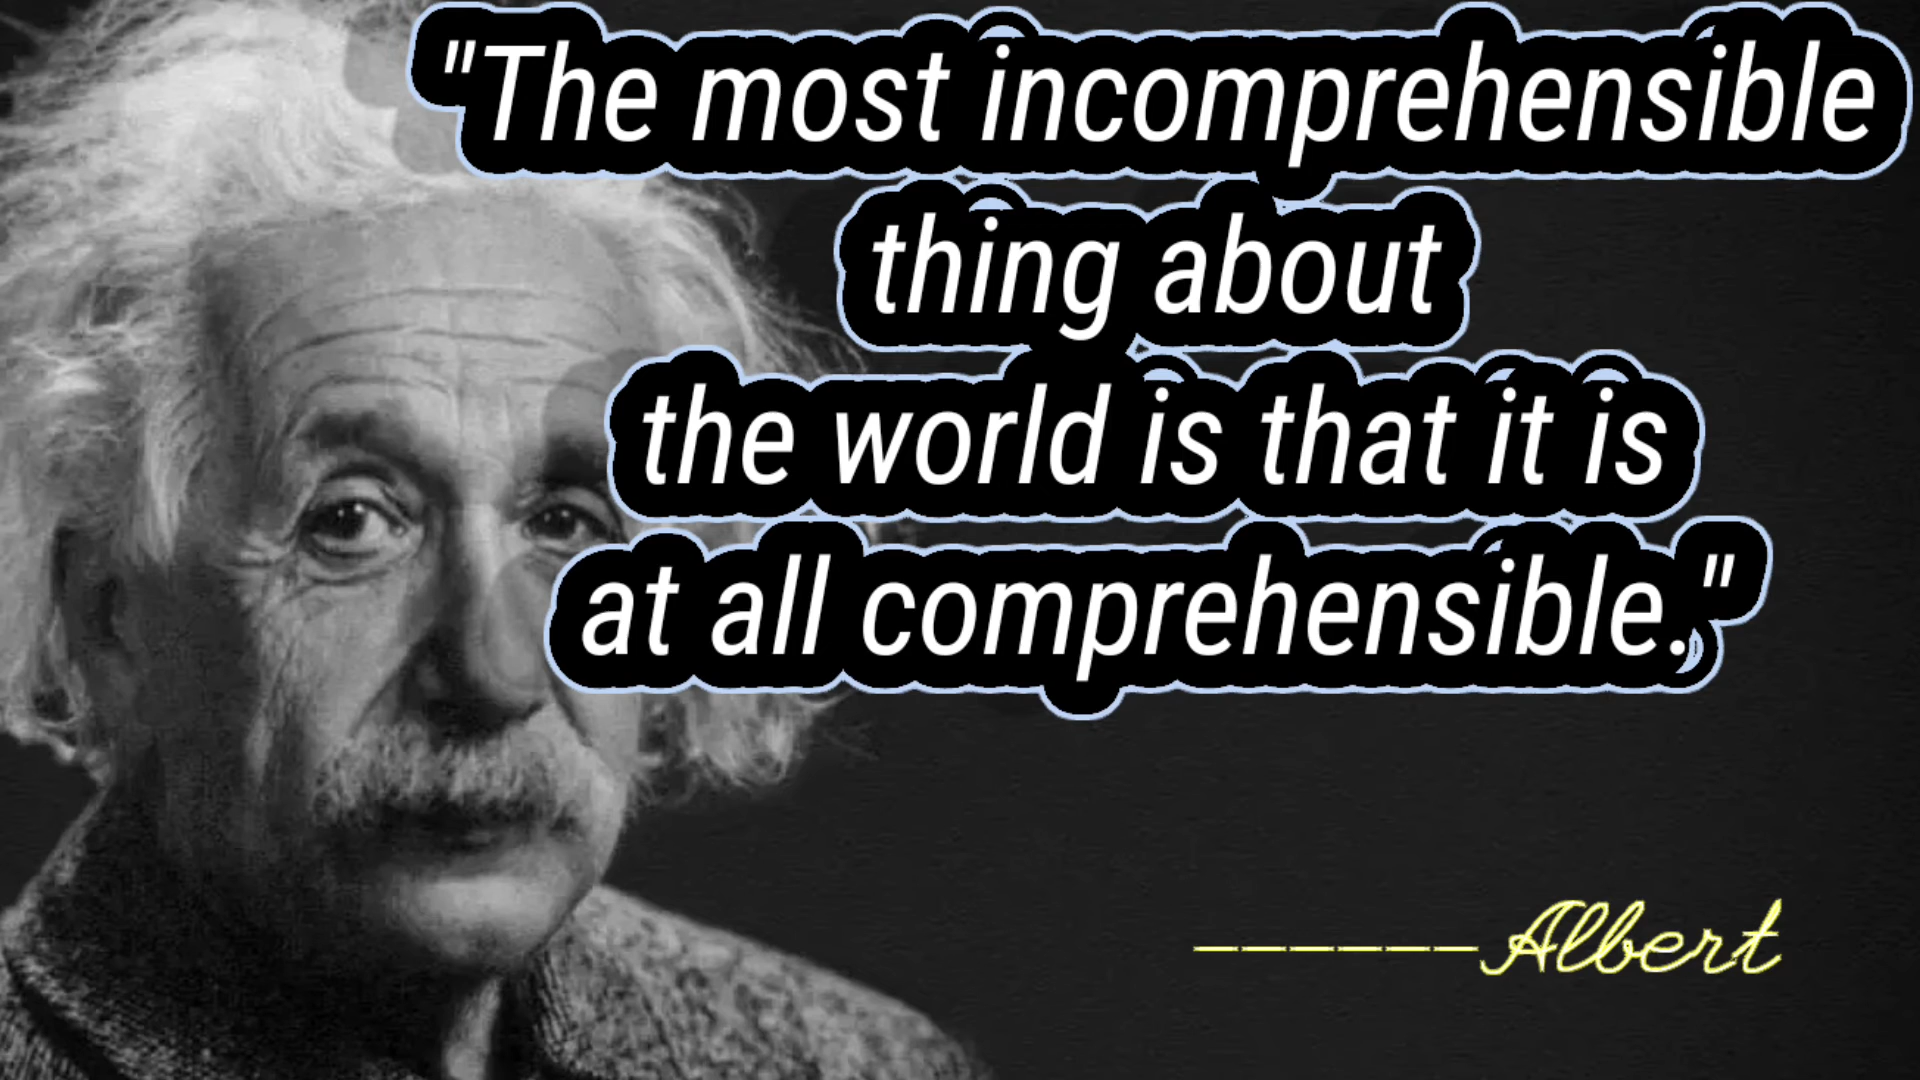 "The most incomprehensible
thing about
the world is that it is
at all comprehensible."
——————Albert